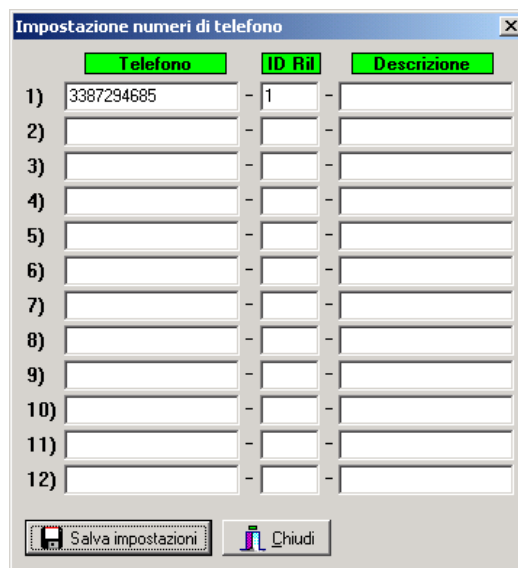 Impostazione numeri di telefono
Telefono ID Ril Descrizione
1) 3387294685 - 1 -
2) - -
3) - -
4) - -
5) - -
6) - -
7) - -
8) - -
9) - -
10) - -
11) - -
12) - -
Salva impostazioni Chiudi